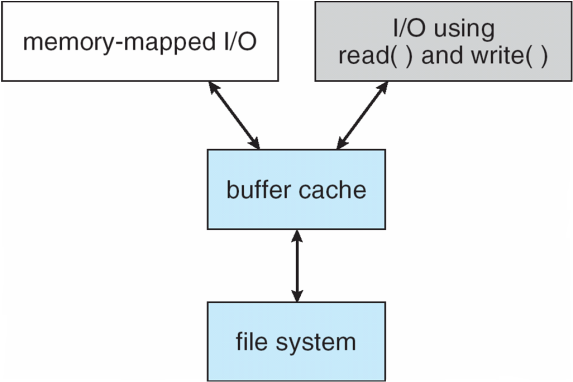 memory-mapped I/O
I/O using
read( ) and write( )
buffer cache
file system